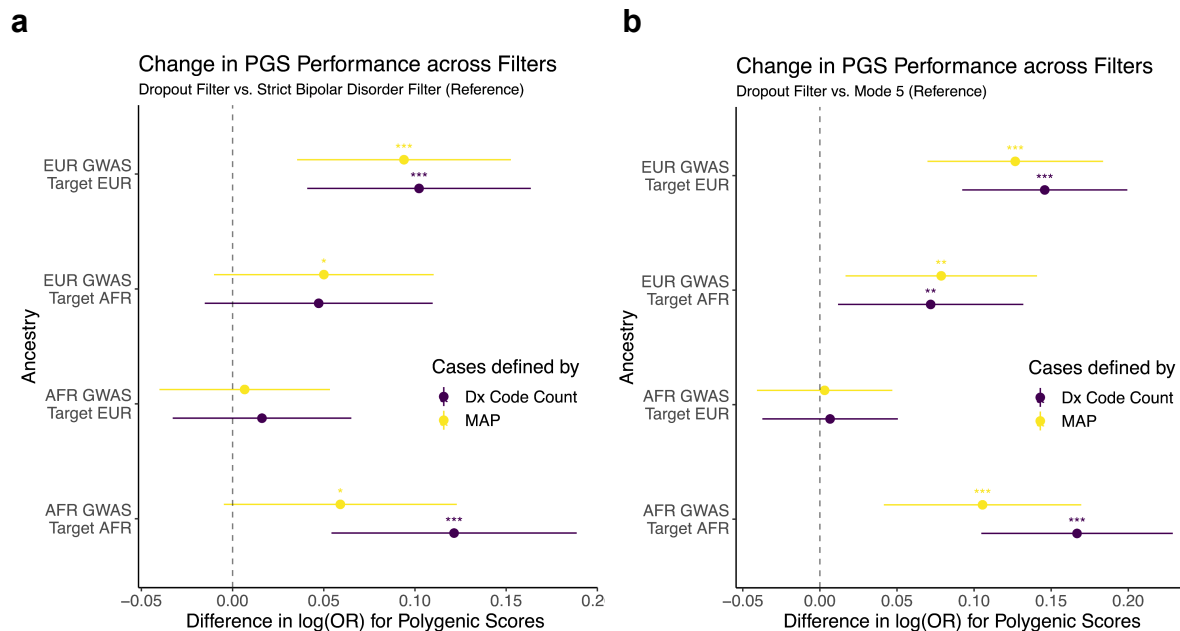 a
Change in PGS Performance across Filters
Dropout Filter vs. Strict Bipolar Disorder Filter (Reference)
Ancestry
EUR GWAS
Target EUR
EUR GWAS
Target AFR
AFR GWAS
Target EUR
AFR GWAS
Target AFR
***
***
*
*
***
Cases defined by
Dx Code Count
MAP
−0.05
0.00
0.05
0.10
0.15
0.2
Difference in log(OR) for Polygenic Scores
b
Change in PGS Performance across Filters
Dropout Filter vs. Mode 5 (Reference)
Ancestry
EUR GWAS
Target EUR
EUR GWAS
Target AFR
AFR GWAS
Target EUR
AFR GWAS
Target AFR
***
***
**
**
***
***
Cases defined by
Dx Code Count
MAP
−0.05
0.00
0.05
0.10
0.15
0.20
Difference in log(OR) for Polygenic Scores